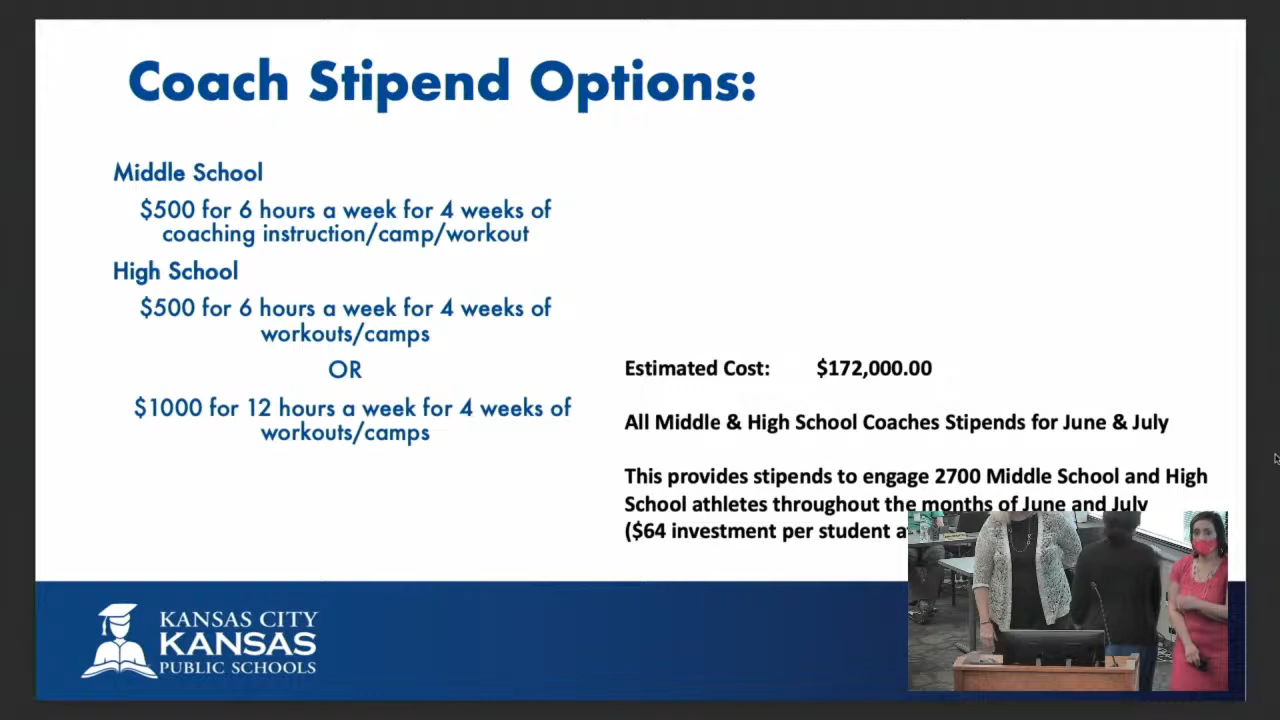 Coach Stipend Options:
Middle School
$500 for 6 hours a week for 4 weeks of
coaching instruction/camp/workout
High School
$500 for 6 hours a week for 4 weeks of
workouts/camps
OR
$1000 for 12 hours a week for 4 weeks of
workouts/camps
Estimated Cost: $172,000.00
All Middle & High School Coaches Stipends for June & July
This provides stipends to engage 2700 Middle School and High
School athletes throughout the months of June and July
($64 investment per student
KANSAS CITY
KANSAS
PUBLIC SCHOOLS